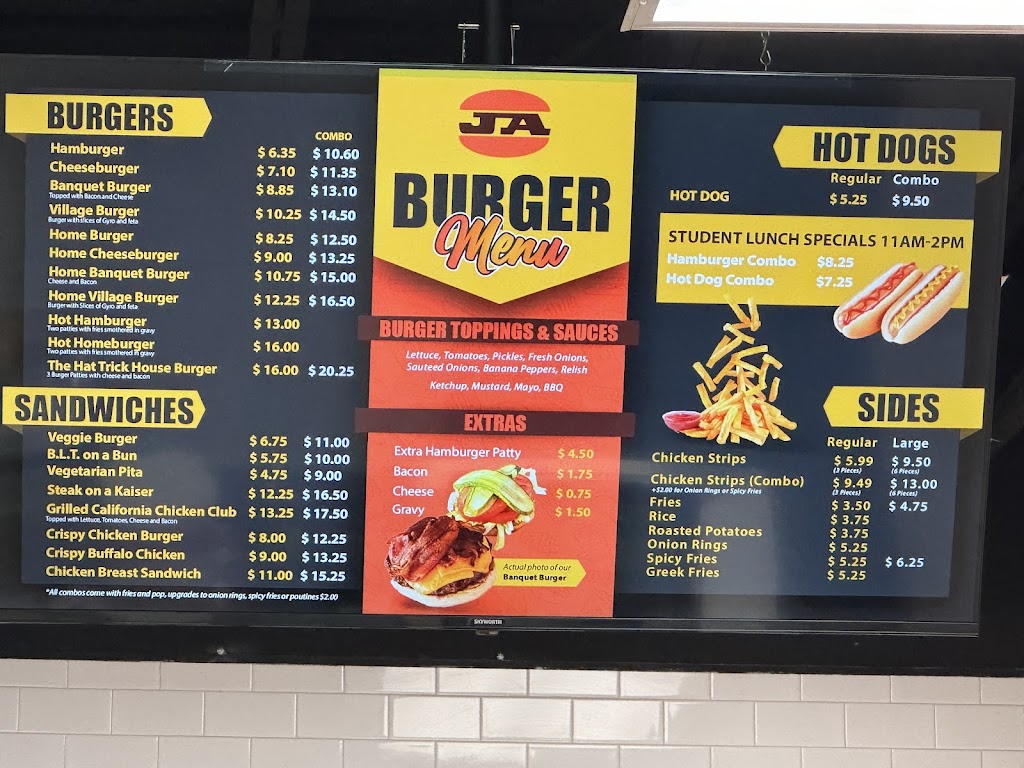 BURGERS
COMBO
Hamburger $ 6.35 $ 10.60
Cheeseburger $ 7.10 $ 11.35
Banquet Burger $ 8.85 $ 13.10
Topped with Bacon and Cheese
Village Burger $ 10.25 $ 14.50
Burger with slices of Gyro and feta
Home Burger $ 8.25 $ 12.50
Home Cheeseburger $ 9.00 $ 13.25
Home Banquet Burger $ 10.75 $ 15.00
Cheese and Bacon
Home Village Burger $ 12.25 $ 16.50
Burger with Slices of Gyro and feta
Hot Hamburger $ 13.00
Two patties with fries smothered in gravy
Hot Homeburger $ 16.00
Two patties with fries smothered in gravy
The Hat Trick House Burger $ 16.00 $ 20.25
3 Burger Patties with cheese and bacon
SANDWICHES
Veggie Burger $ 6.75 $ 11.00
B.L.T. on a Bun $ 5.75 $ 10.00
Vegetarian Pita $ 4.75 $ 9.00
Steak on a Kaiser $ 12.25 $ 16.50
Grilled California Chicken Club $ 13.25 $ 17.50
Topped with Lettuce, Tomatoes, Cheese and Bacon
Crispy Chicken Burger $ 8.00 $ 12.25
Crispy Buffalo Chicken $ 9.00 $ 13.25
Chicken Breast Sandwich $ 11.00 $ 15.25
*All combos come with fries and pop, upgrades to onion rings, spicy fries or poutines $2.00
JA
BURGER
Menu
BURGER TOPPINGS & SAUCES
Lettuce, Tomatoes, Pickles, Fresh Onions,
Sauteed Onions, Banana Peppers, Relish
Ketchup, Mustard, Mayo, BBQ
EXTRAS
Extra Hamburger Patty $ 4.50
Bacon $ 1.75
Cheese $ 0.75
Gravy $ 1.50
Actual photo of our
Banquet Burger
SKYWORTH
HOT DOGS
Regular Combo
HOT DOG $ 5.25 $ 9.50
STUDENT LUNCH SPECIALS 11AM-2PM
Hamburger Combo $8.25
Hot Dog Combo $7.25
SIDES
Regular Large
Chicken Strips $ 5.99 $ 9.50
(3 Pieces) (6 Pieces)
Chicken Strips (Combo) $ 9.49 $ 13.00
+$2.00 for Onion Rings or Spicy Fries (3 Pieces) (6 Pieces)
Fries $ 3.50 $ 4.75
Rice $ 3.75
Roasted Potatoes $ 3.75
Onion Rings $ 5.25
Spicy Fries $ 5.25 $ 6.25
Greek Fries $ 5.25